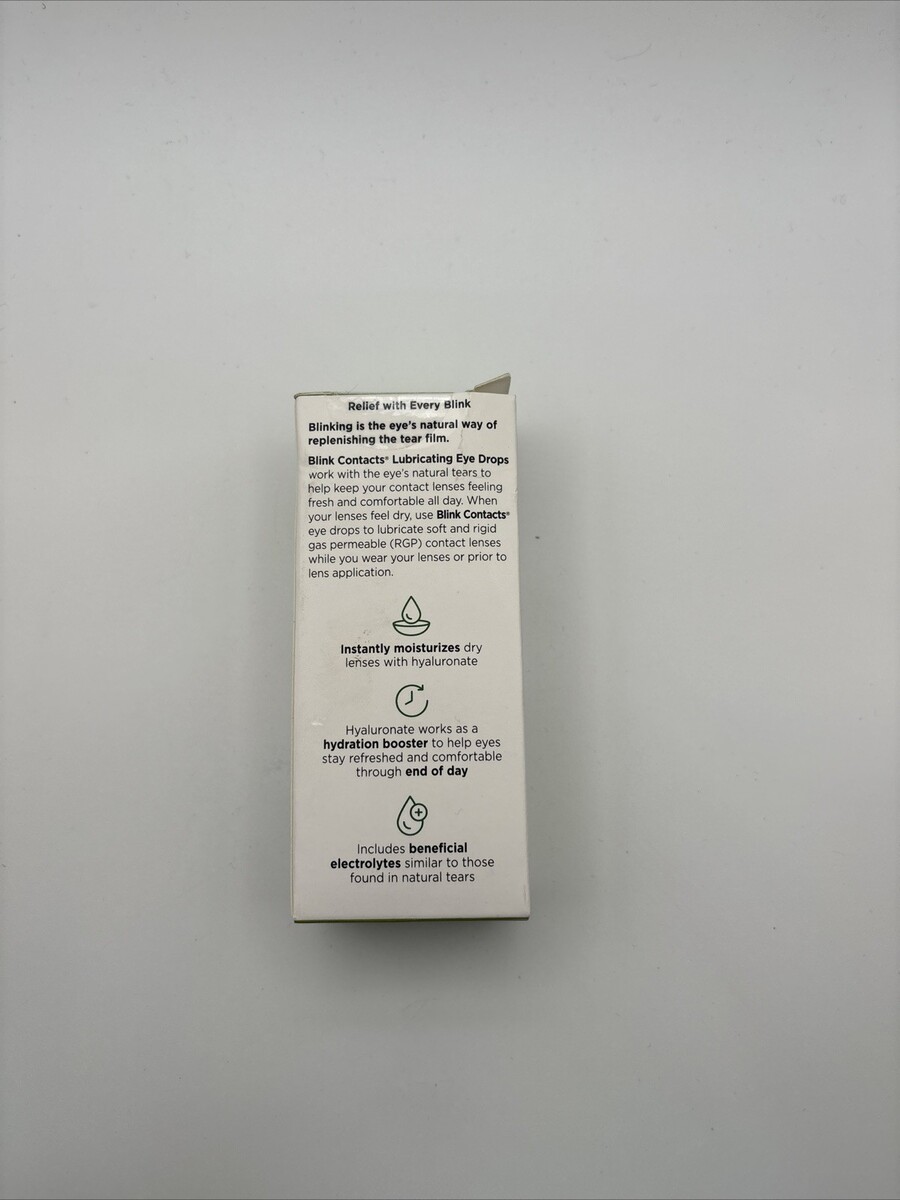 Relief with Every Blink
Blinking is the eye's natural way of
replenishing the tear film.
Blink Contacts® Lubricating Eye Drops
work with the eye's natural tears to
help keep your contact lenses feeling
fresh and comfortable all day. When
your lenses feel dry, use Blink Contacts®
eye drops to lubricate soft and rigid
gas permeable (RGP) contact lenses
while you wear your lenses or prior to
lens application.
Instantly moisturizes dry
lenses with hyaluronate
Hyaluronate works as a
hydration booster to help eyes
stay refreshed and comfortable
through end of day
Includes beneficial
electrolytes similar to those
found in natural tears